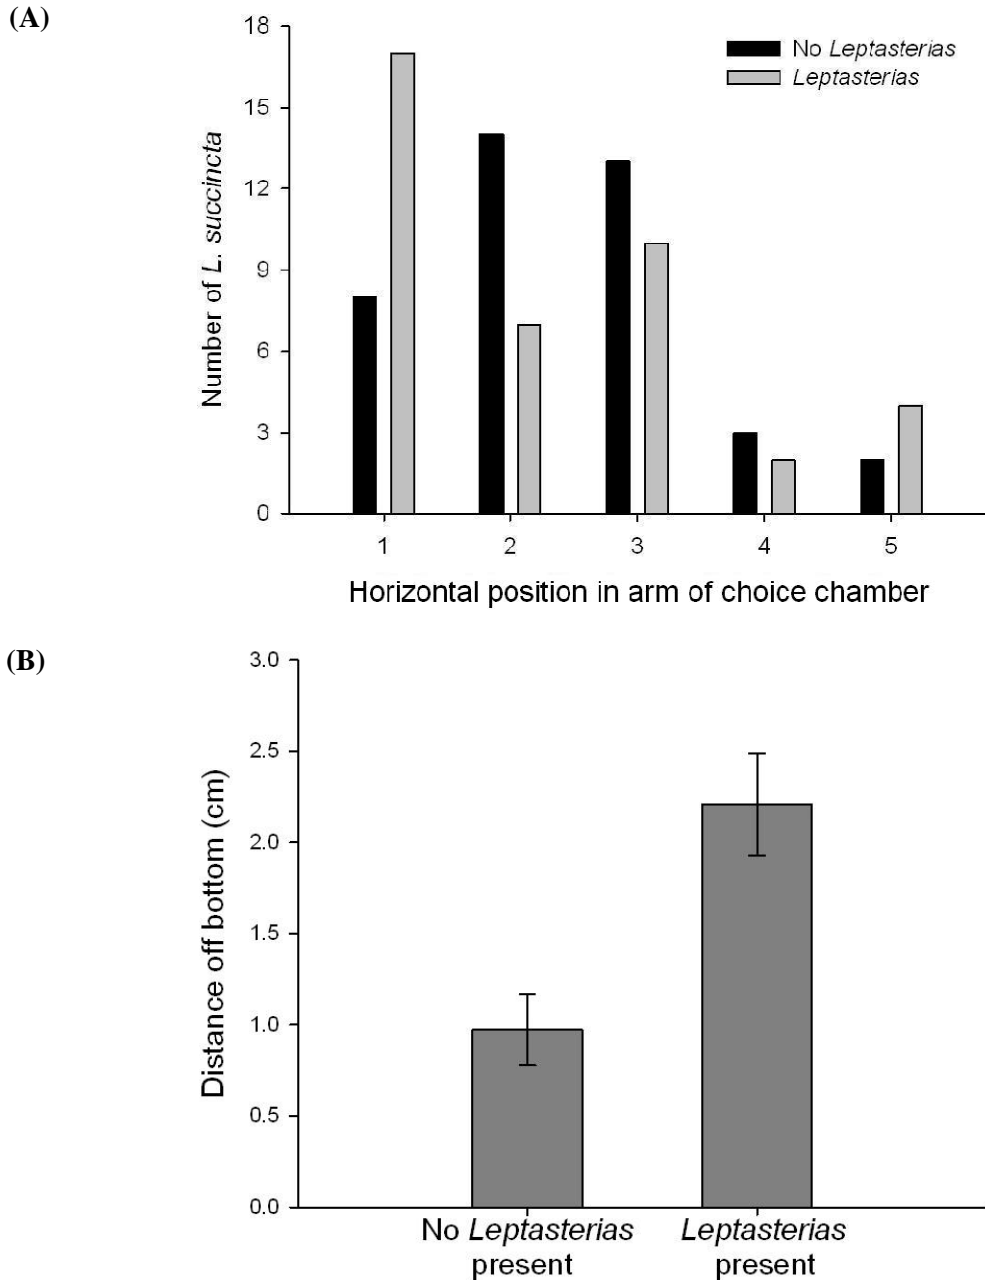 (A)
18
15
12
9
6
3
0
Number of L. succincta
No Leptasterias
Leptasterias
1 2 3 4 5
Horizontal position in arm of choice chamber
(B)
3.0
2.5
2.0
1.5
1.0
0.5
0.0
Distance off bottom (cm)
No Leptasterias
present
Leptasterias
present